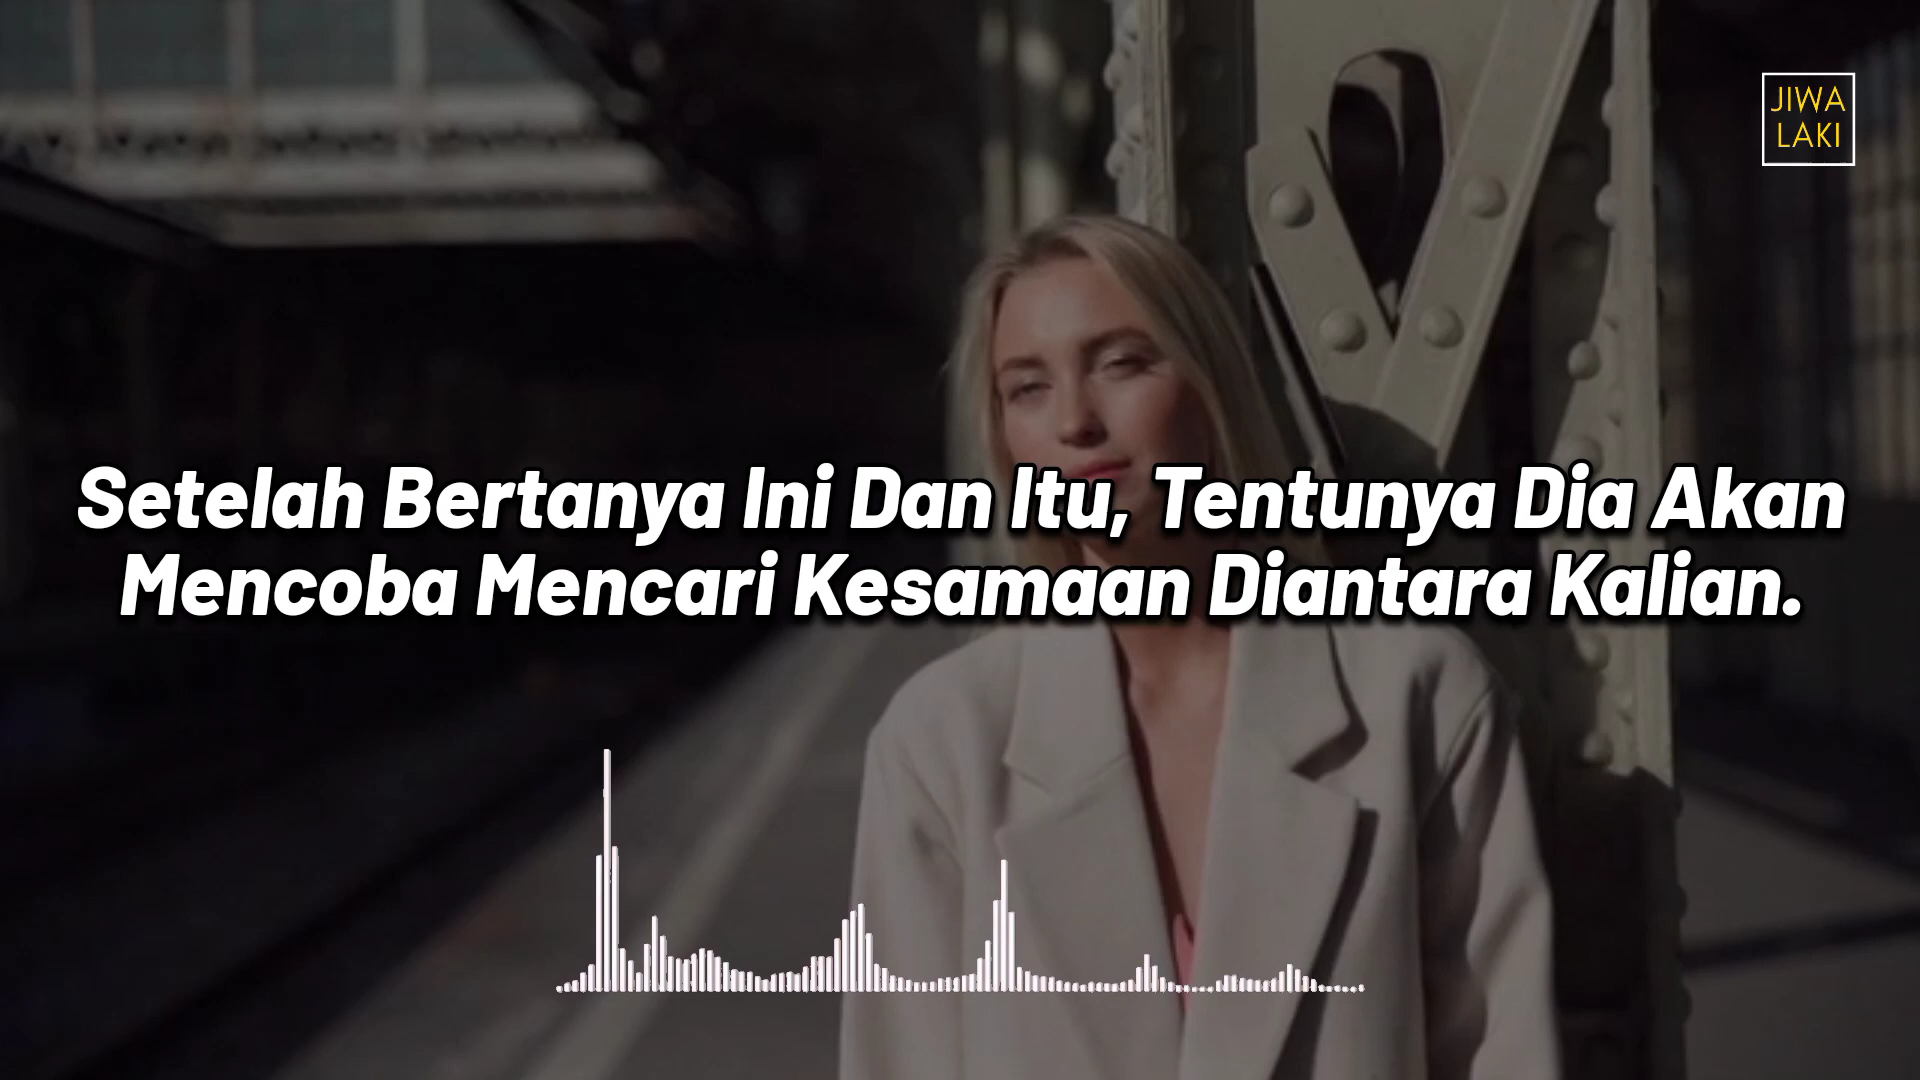 JIWA
LAKI
Setelah Bertanya Ini Dan Itu, Tentunya Dia Akan
Mencoba Mencari Kesamaan Diantara Kalian.